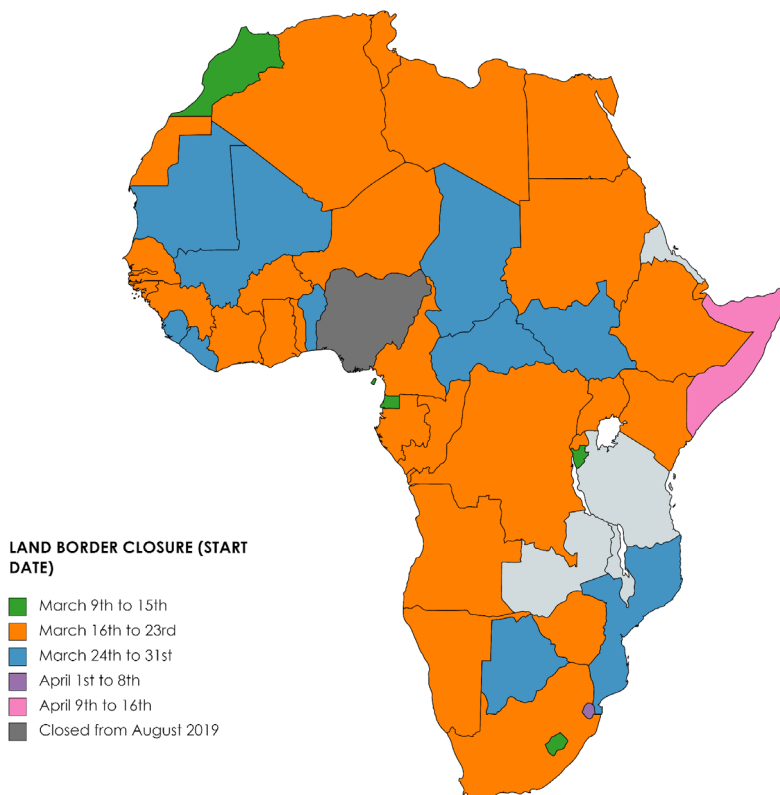 LAND BORDER CLOSURE (START
DATE)
March 9th to 15th
March 16th to 23rd
March 24th to 31st
April 1st to 8th
April 9th to 16th
Closed from August 2019